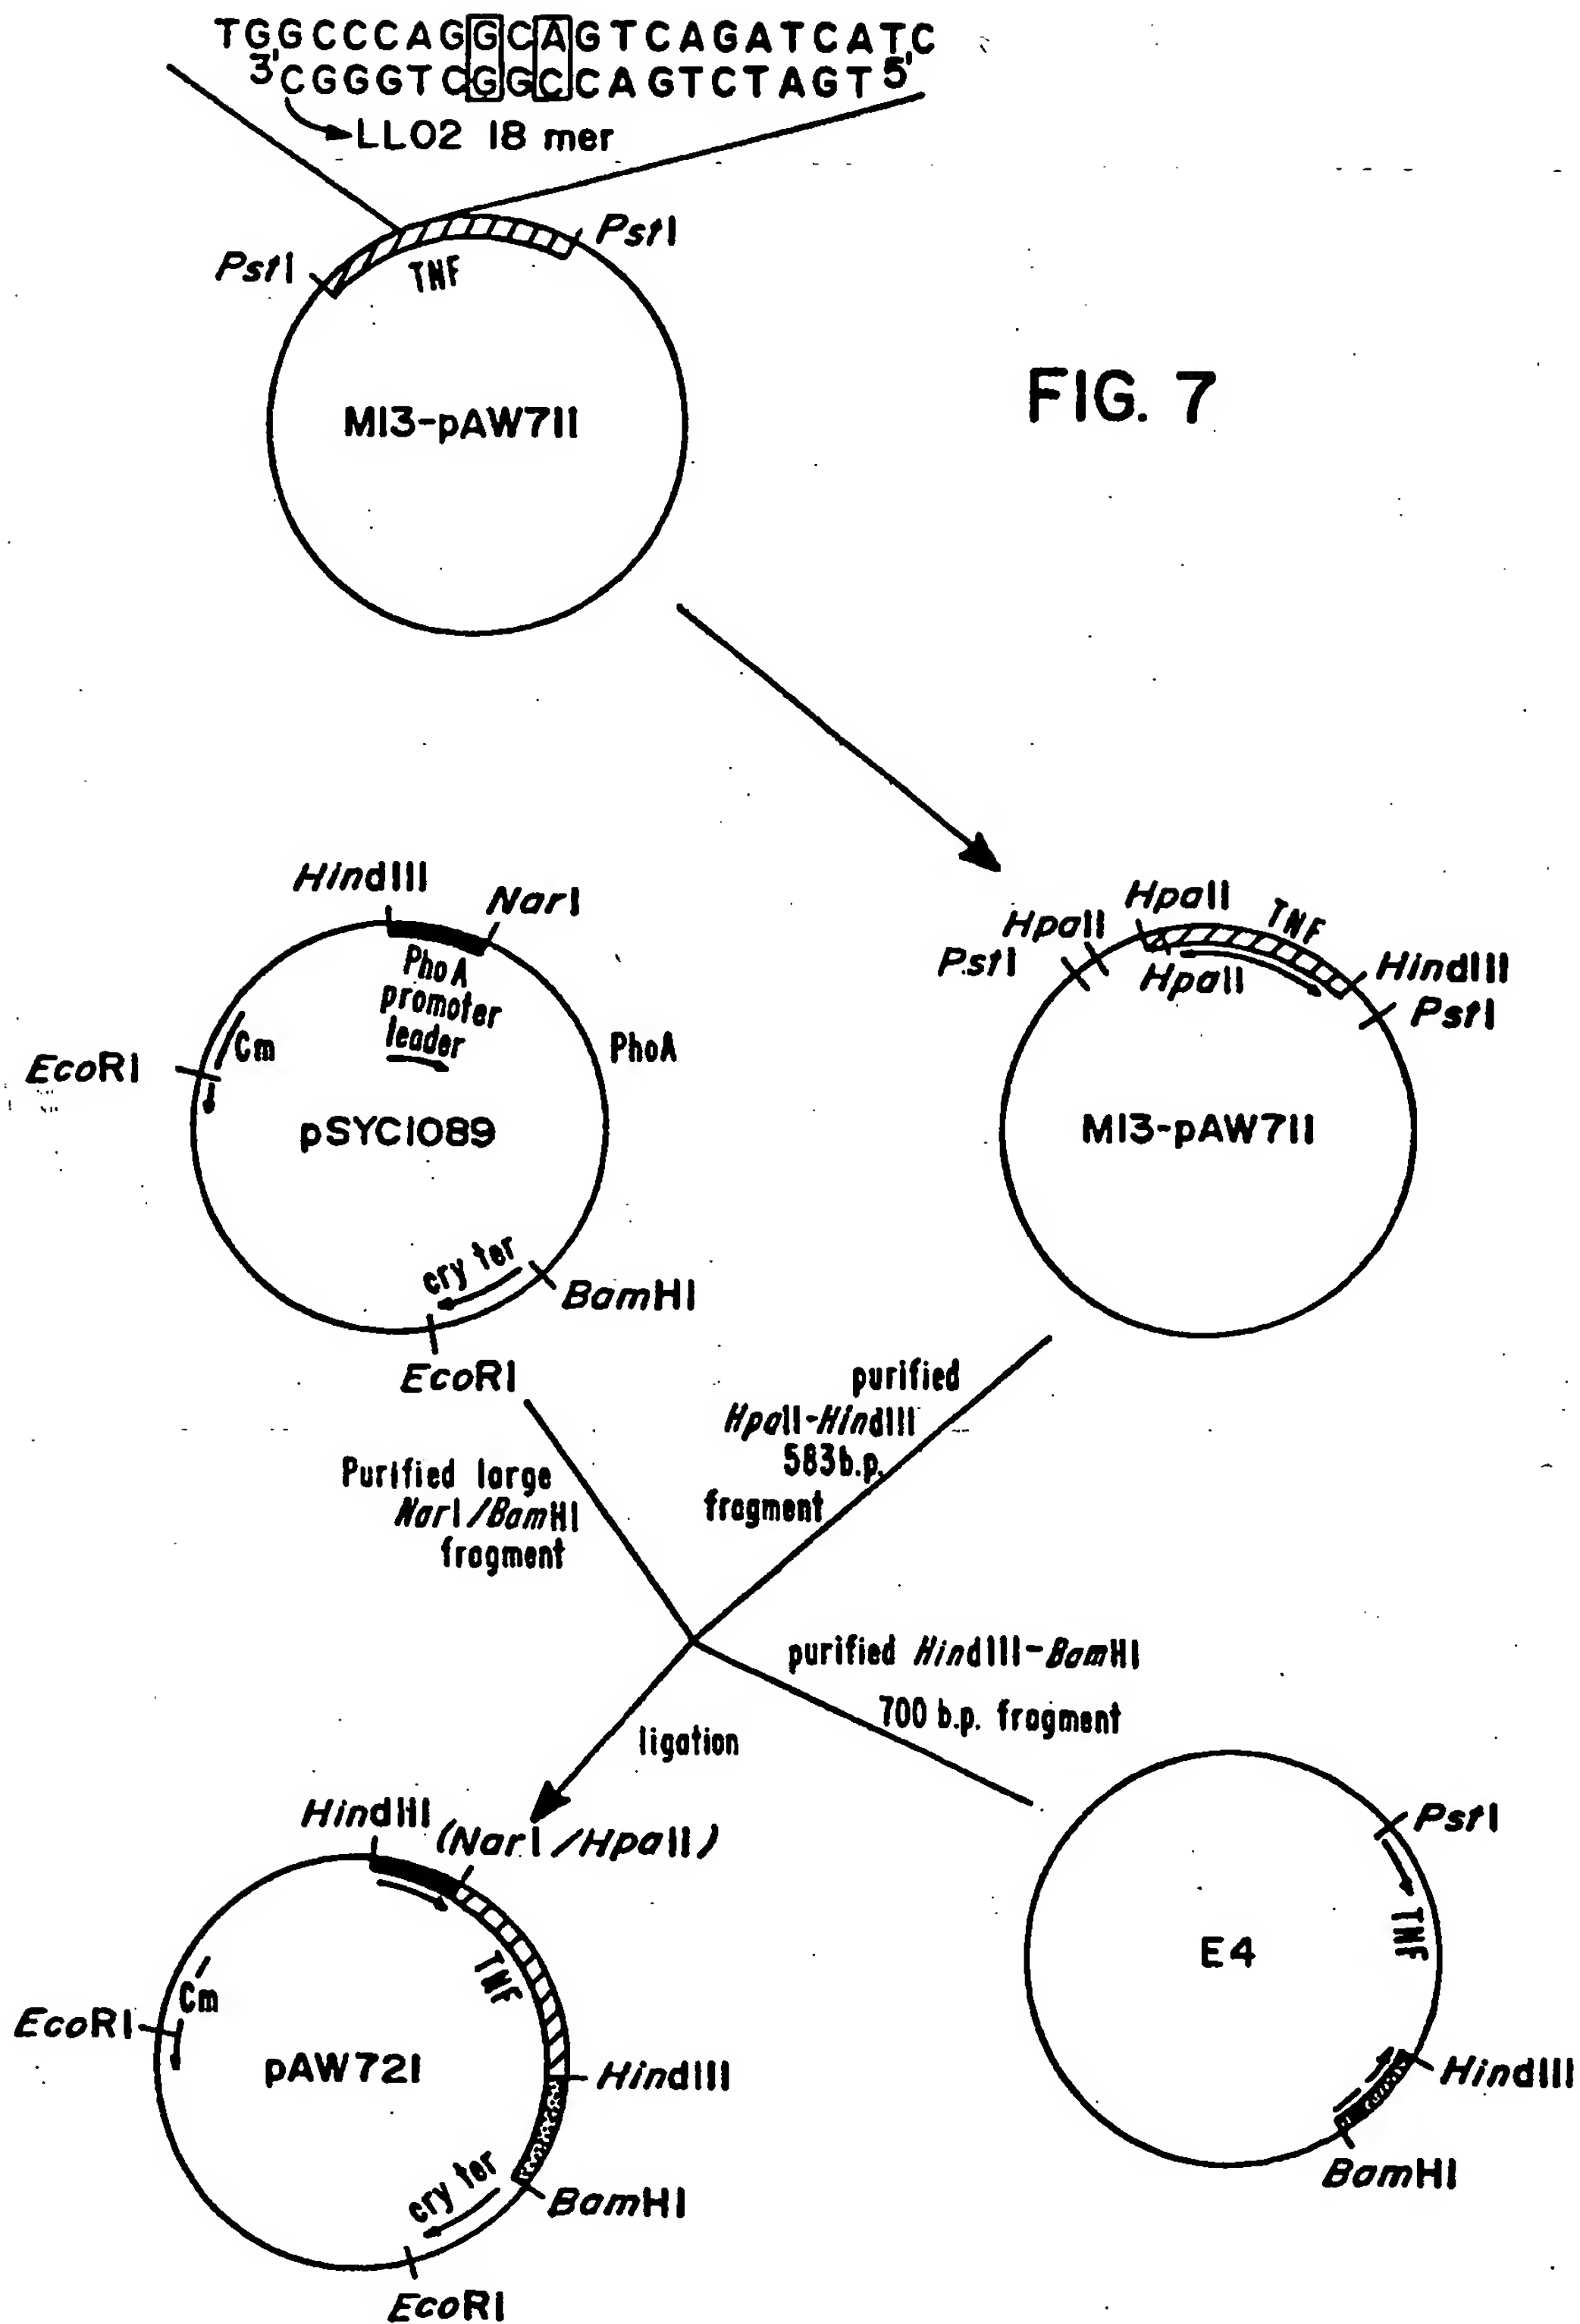 TGGCCCAGGCAGTCAGATCATC
3'CGGGTCGGCCAGTCTAGT5'
LLO2 18 mer
PstI
PstI
TNF
M13-pAW711
FIG. 7
HindIII
NarI
PhoA
promoter
leader
PhoA
Cm
EcoRI
pSYC1089
cry ter
BamHI
EcoRI
HpaII
HpaII
TNF
PstI
HpaII
HindIII
PstI
M13-pAW711
purified
HpaII-HindIII
583b.p.
fragment
Purified large
NarI/BamHI
fragment
purified HindIII-BamHI
700 b.p. fragment
ligation
HindIII
(NarI/HpaII)
TNF
Cm
EcoRI
pAW721
HindIII
cry ter
BamHI
EcoRI
PstI
TNF
E4
HindIII
BamHI